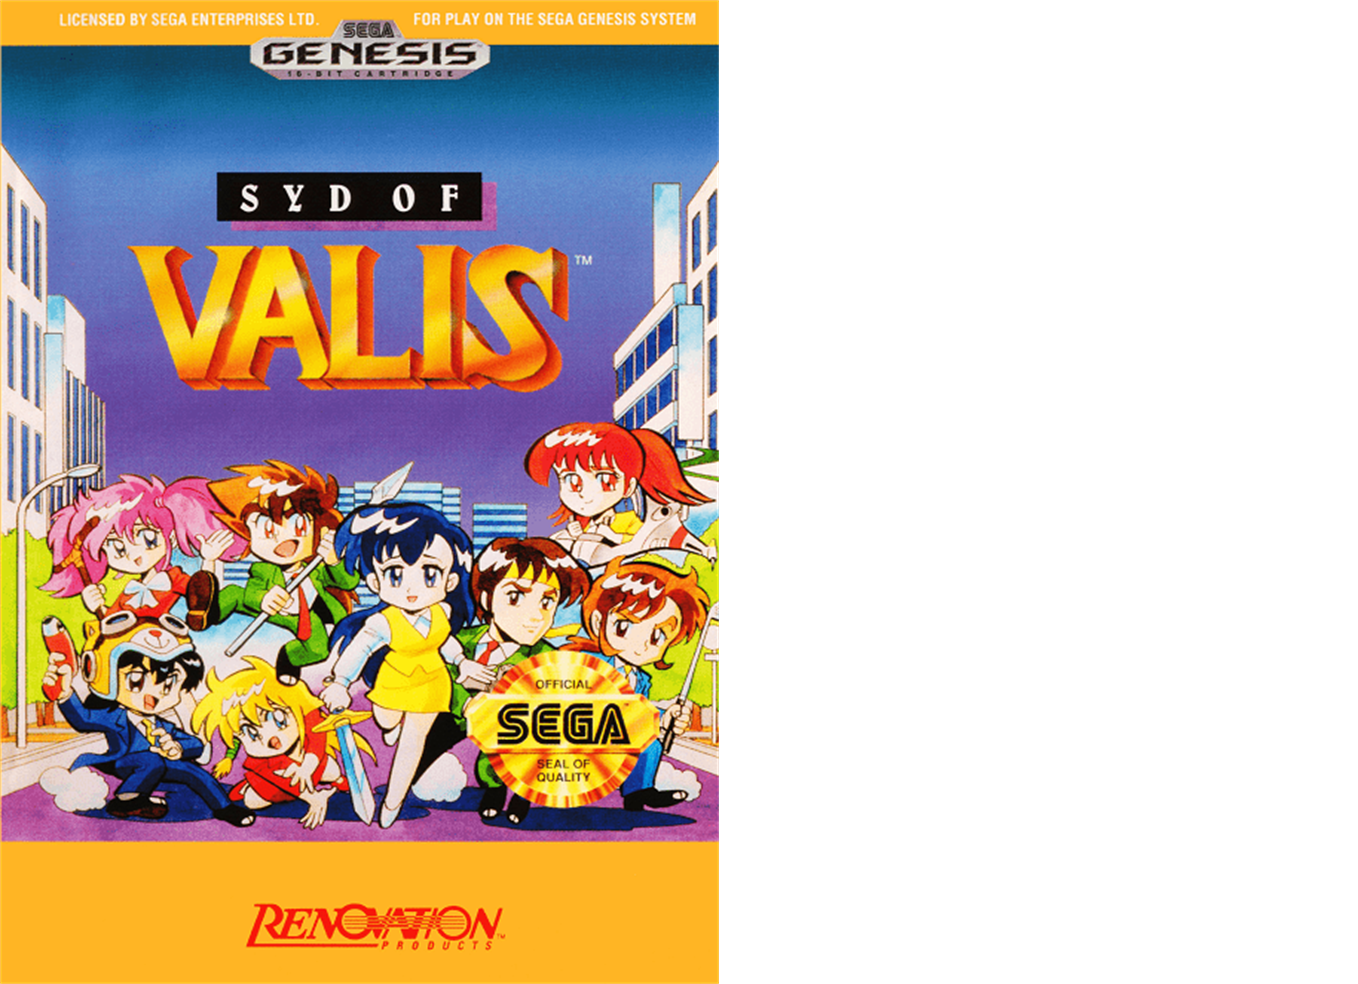 LICENSED BY SEGA ENTERPRISES LTD.
FOR PLAY ON THE SEGA GENESIS SYSTEM
SEGA
GENESIS
16-BIT CARTRIDGE
SYD OF
VALIS™
OFFICIAL
SEGA
SEAL OF
QUALITY
RENOVATION™
PRODUCTS